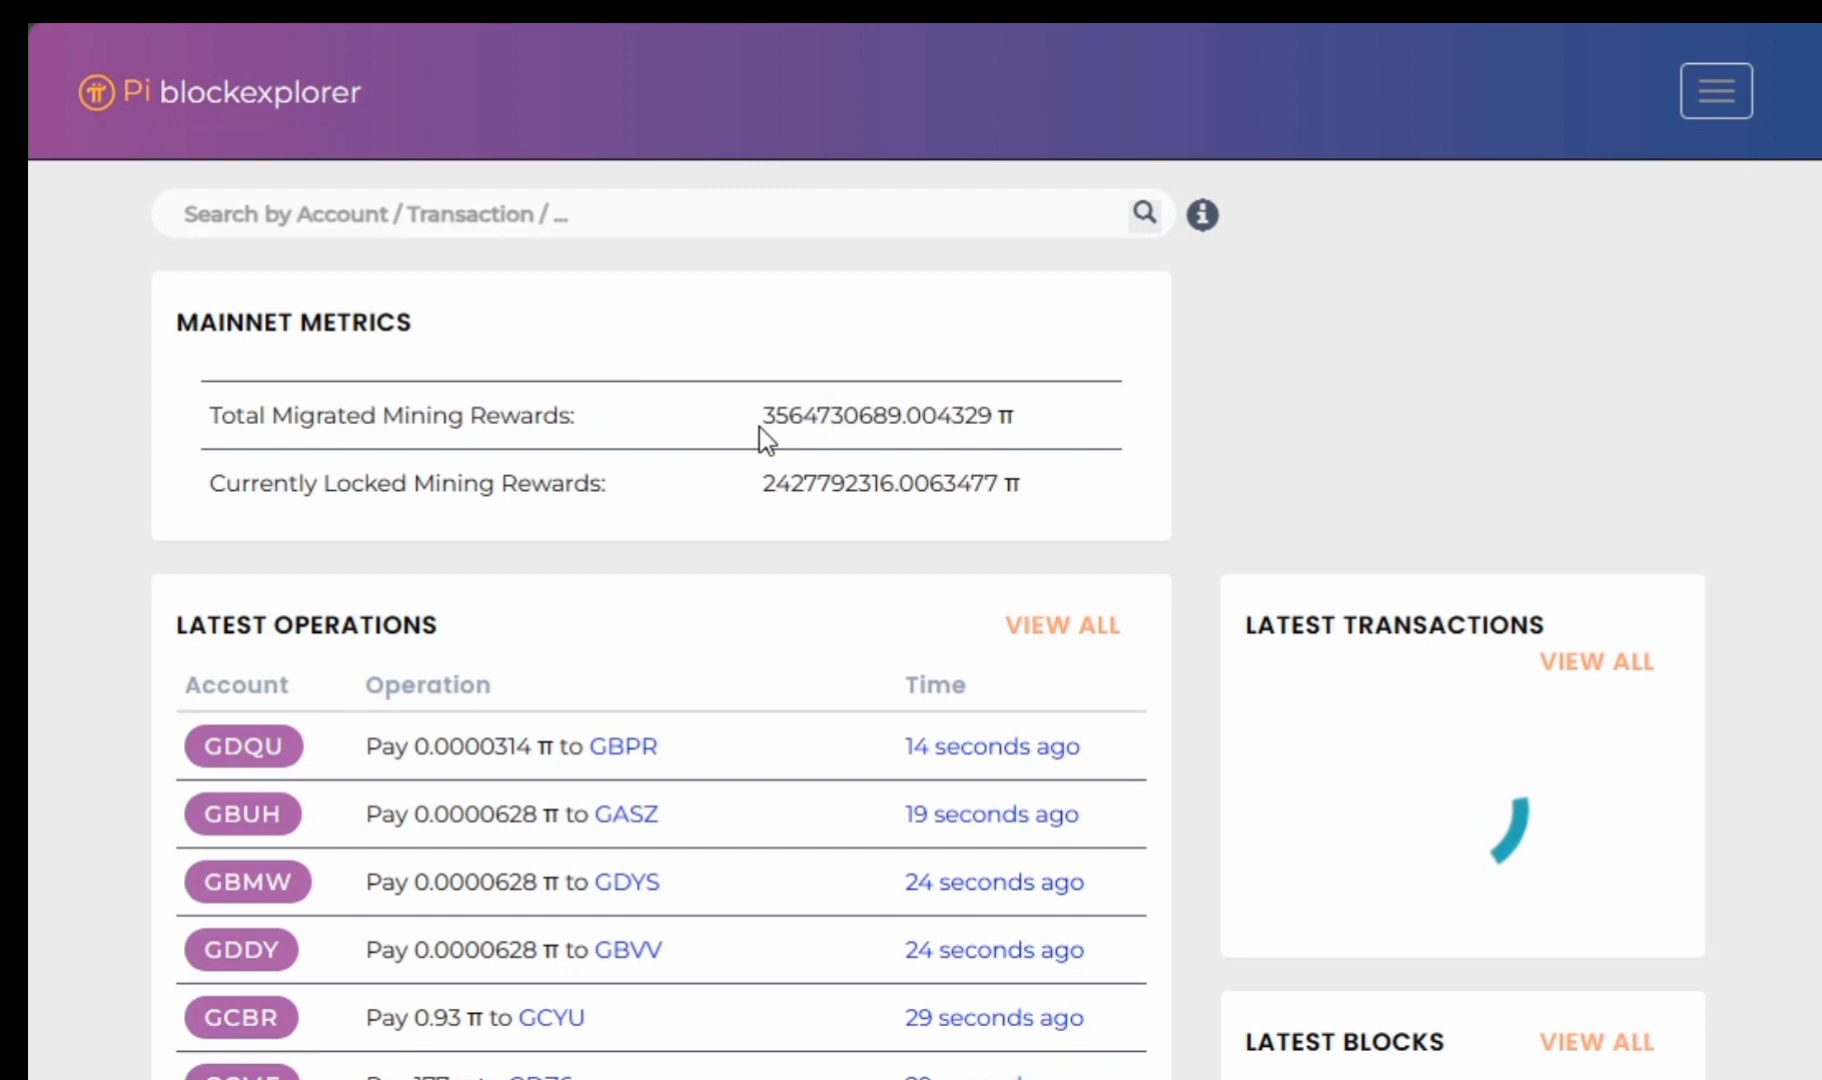 Pi blockexplorer
Search by Account / Transaction / ...
MAINNET METRICS
Total Migrated Mining Rewards: 3564730689.004329 π
Currently Locked Mining Rewards: 2427792316.0063477 π
LATEST OPERATIONS VIEW ALL
Account Operation Time
GDQU Pay 0.0000314 π to GBPR 14 seconds ago
GBUH Pay 0.0000628 π to GASZ 19 seconds ago
GBMW Pay 0.0000628 π to GDYS 24 seconds ago
GDDY Pay 0.0000628 π to GBVV 24 seconds ago
GCBR Pay 0.93 π to GCYU 29 seconds ago
LATEST TRANSACTIONS
VIEW ALL
LATEST BLOCKS VIEW ALL